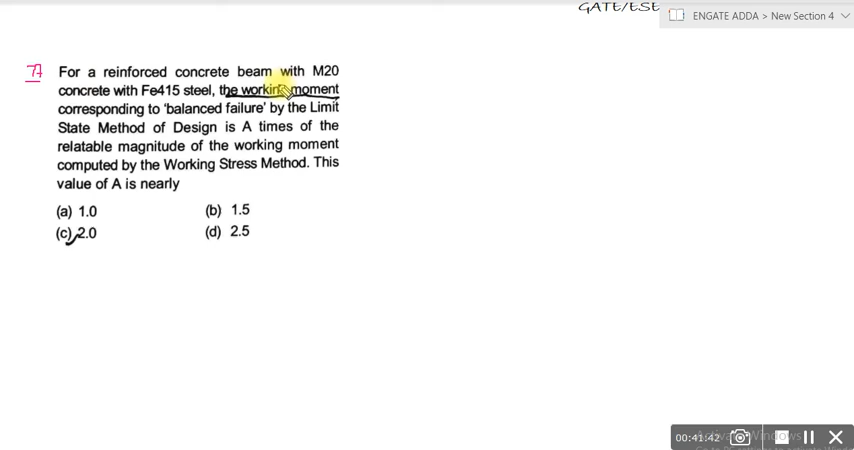 GATE/ESE
ENGATE ADDA > New Section 4
77 For a reinforced concrete beam with M20
concrete with Fe415 steel, the working moment
corresponding to 'balanced failure' by the Limit
State Method of Design is A times of the
relatable magnitude of the working moment
computed by the Working Stress Method. This
value of A is nearly
(a) 1.0 (b) 1.5
(c) 2.0 (d) 2.5
00:41:42